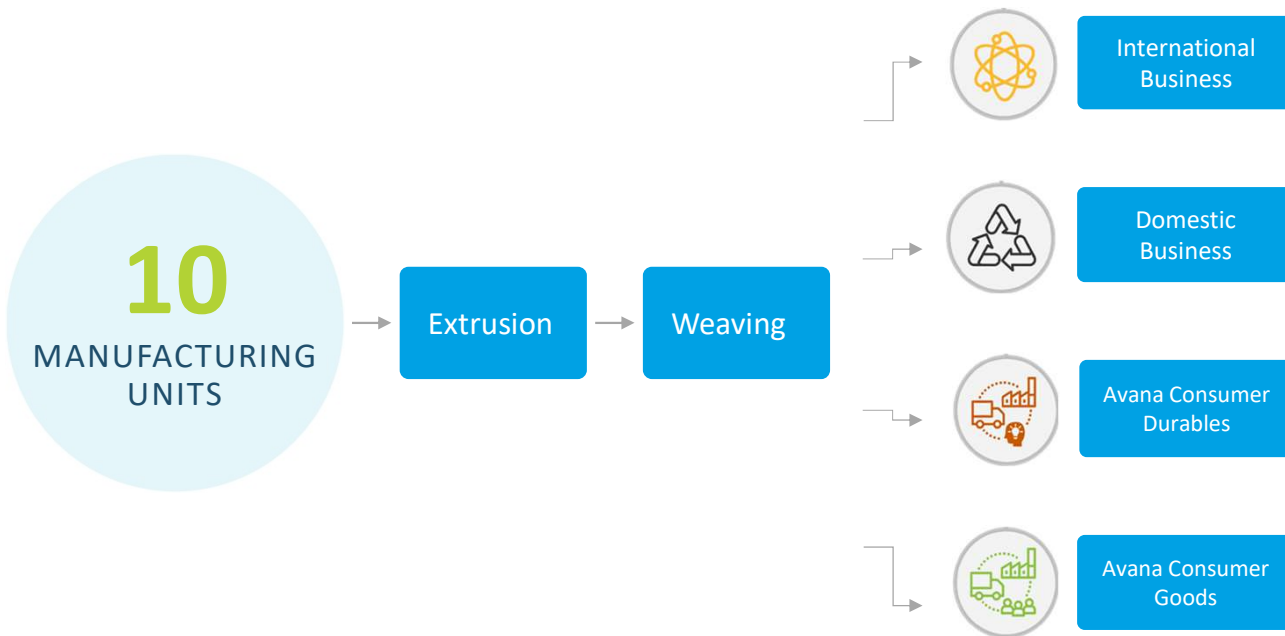 10
MANUFACTURING
UNITS
Extrusion
Weaving
International
Business
Domestic
Business
Avana Consumer
Durables
Avana Consumer
Goods